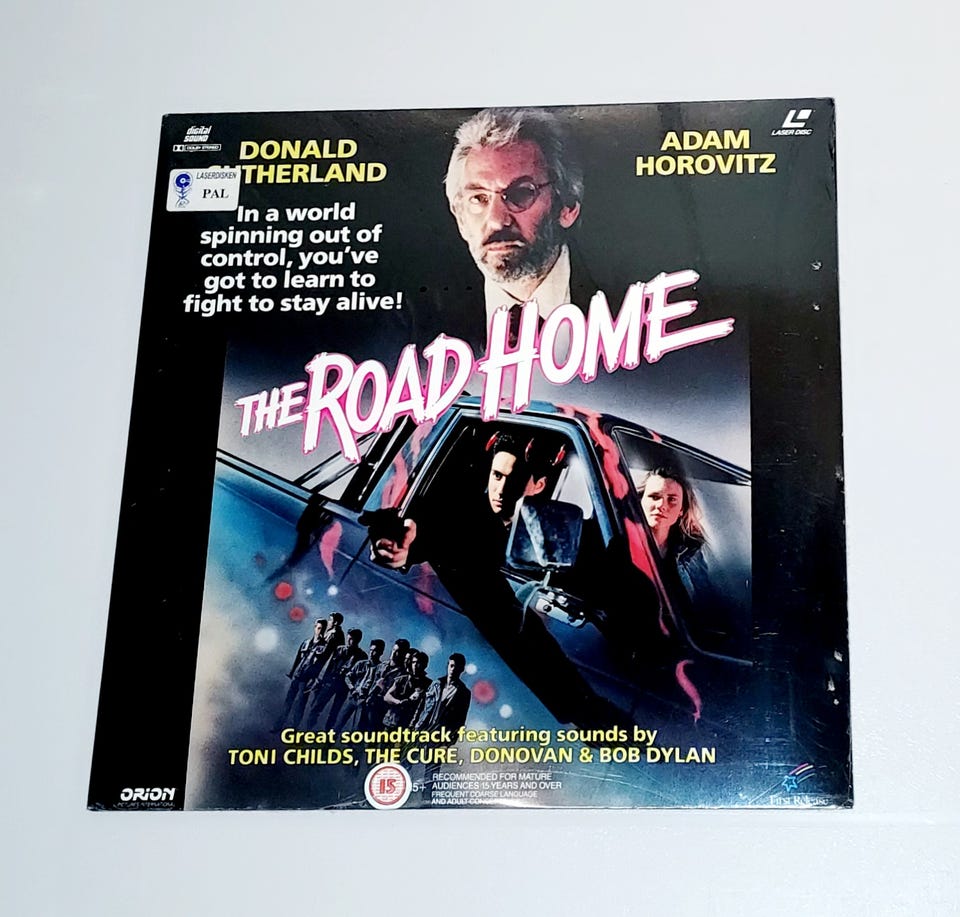 digital
SOUND
DOLBY STEREO
DONALD
SUTHERLAND
LASERDISKEN
PAL
ADAM
HOROVITZ
LASER DISC
In a world
spinning out of
control, you've
got to learn to
fight to stay alive!
THE ROAD HOME
Great soundtrack featuring sounds by
TONI CHILDS, THE CURE, DONOVAN & BOB DYLAN
ORION
PICTURES INTERNATIONAL
15
15+
RECOMMENDED FOR MATURE
AUDIENCES 15 YEARS AND OVER
FREQUENT COARSE LANGUAGE
AND ADULT CONCEPTS
First Release